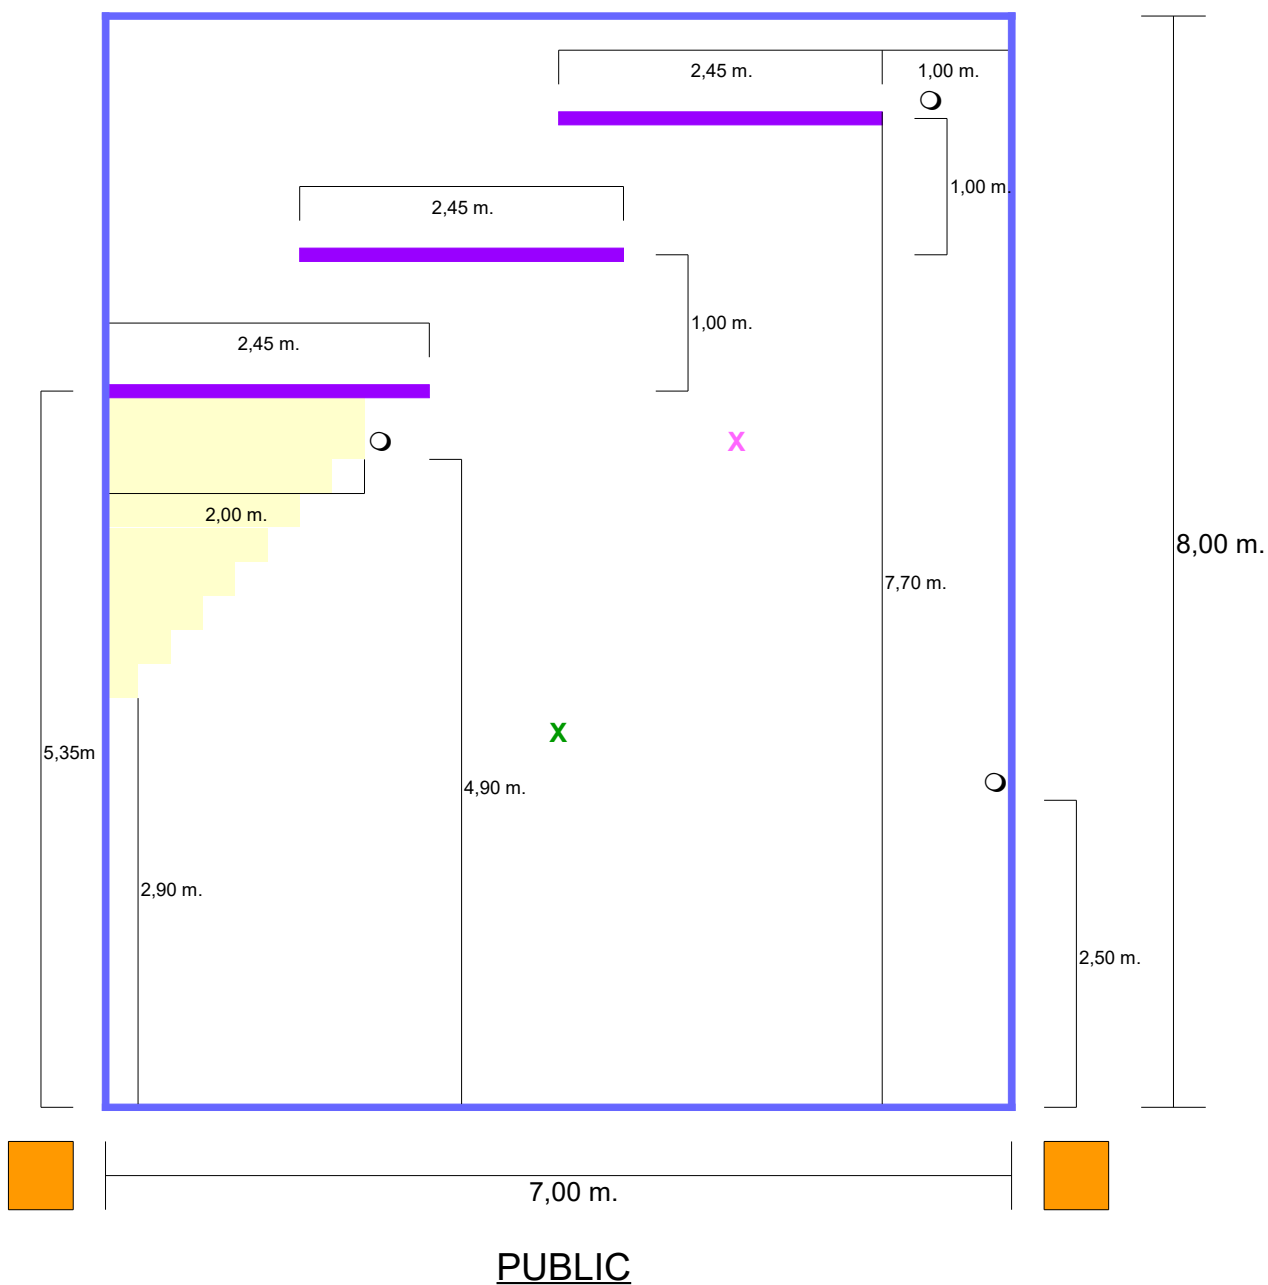 2,45 m.
1,00 m.
1,00 m.
2,45 m.
1,00 m.
2,45 m.
X
2,00 m.
8,00 m.
7,70 m.
X
5,35m
4,90 m.
2,90 m.
2,50 m.
7,00 m.
PUBLIC